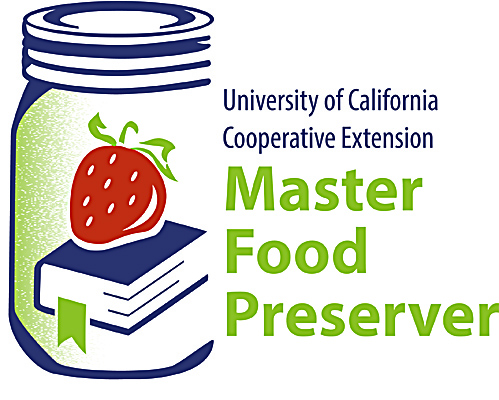 University of California
Cooperative Extension
Master
Food
Preserver